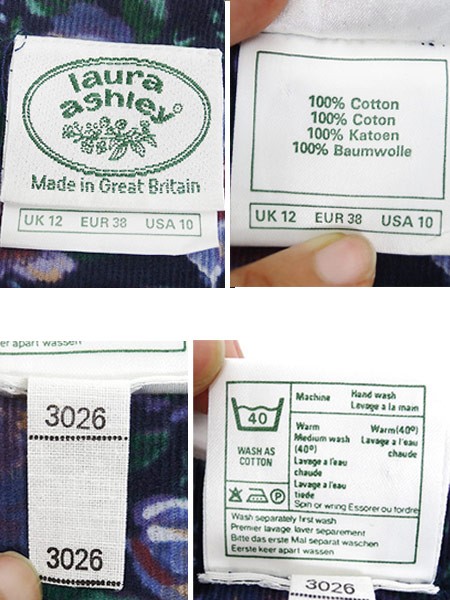 laura
ashley©
Made in Great Britain
UK 12 EUR 38 USA 10
100% Cotton
100% Coton
100% Katoen
100% Baumwolle
UK 12 EUR 38 USA 10
eer apart wassen
3026
3026
40
WASH AS
COTTON
Machine
Warm
Medium wash
(40º)
Lavage a l'eau
chaude
Lavage a l'eau
tiede
Hand wash
Lavage a la main
Warm(40º)
Lavage a l'eau
chaude
Spin or wring Essorer ou fordre
P
Wash separately first wash
Premier lavage, laver separement
Bitte das erste Mal separat waschen
Eerste keer apart wassen
3026